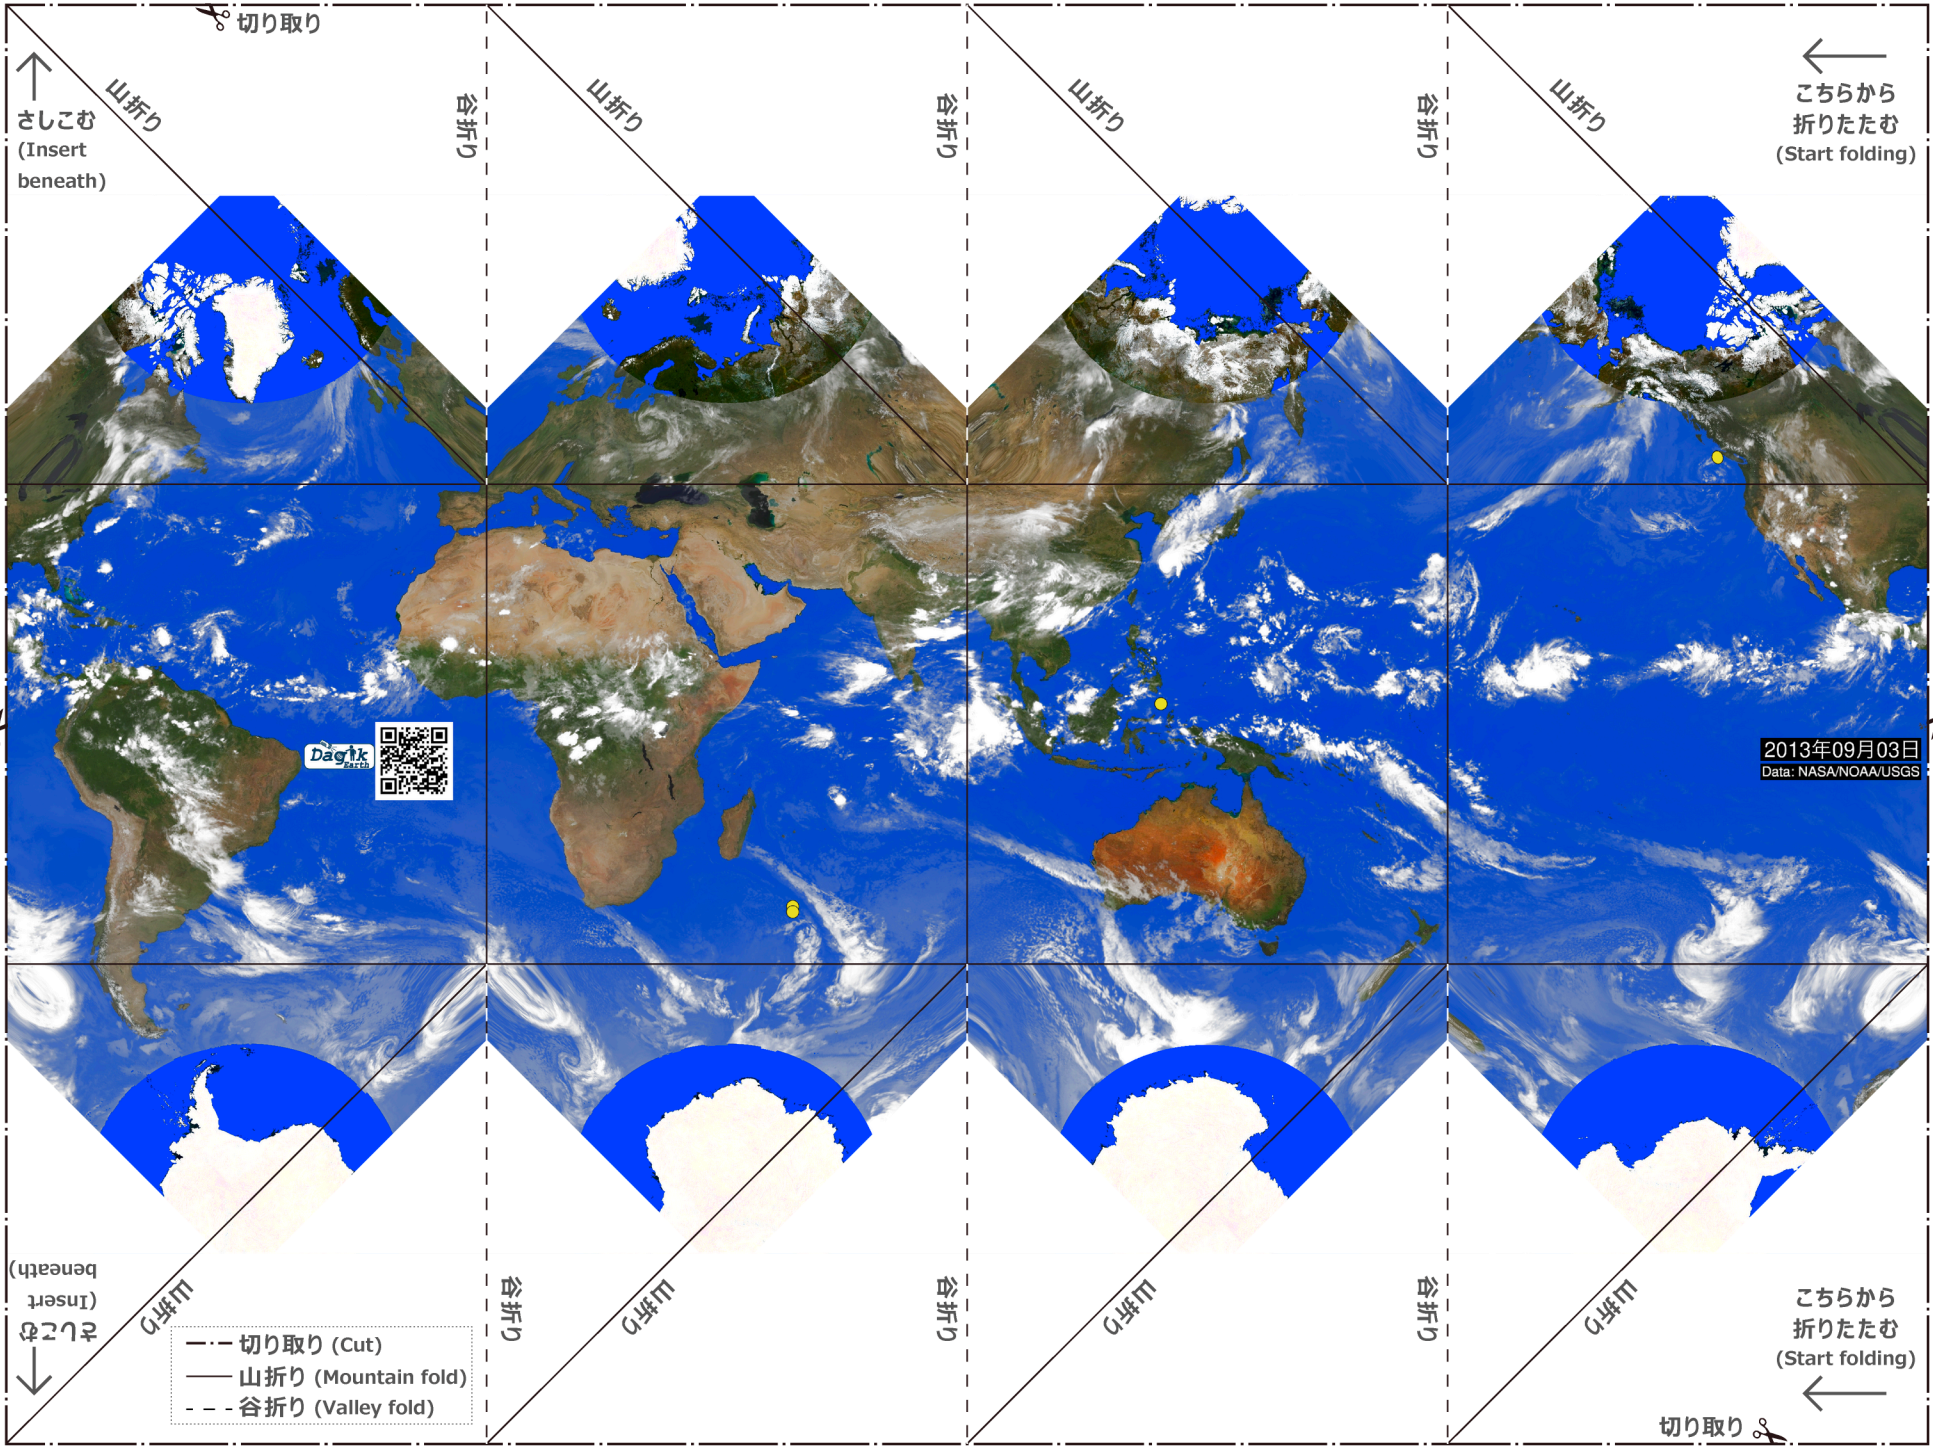 切り取り
山折り
谷折り
山折り
谷折り
山折り
谷折り
山折り
さしこむ
(Insert
beneath)
こちらから
折りたたむ
(Start folding)
Dagik
Earth
2013年09月03日
Data: NASA/NOAA/USGS
さしこむ
(Insert
beneath)
山折り
谷折り
山折り
谷折り
山折り
谷折り
山折り
こちらから
折りたたむ
(Start folding)
切り取り (Cut)
山折り (Mountain fold)
谷折り (Valley fold)
切り取り